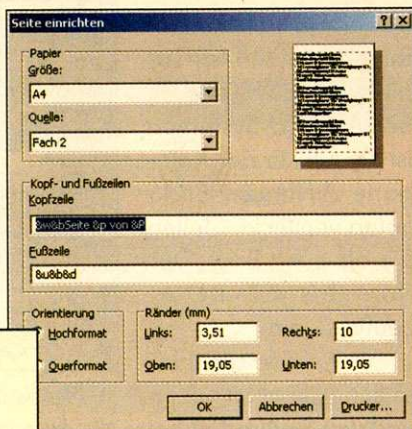 Seite einrichten
Papier
Größe:
A4
Quelle:
Fach 2
Kopf- und Fußzeilen
Kopfzeile
&w&bSeite &p von &P
Fußzeile
&u&b&d
Orientierung
Hochformat
Querformat
Ränder (mm)
Links: 3,51 Rechts: 10
Oben: 19,05 Unten: 19,05
OK Abbrechen Drucker...